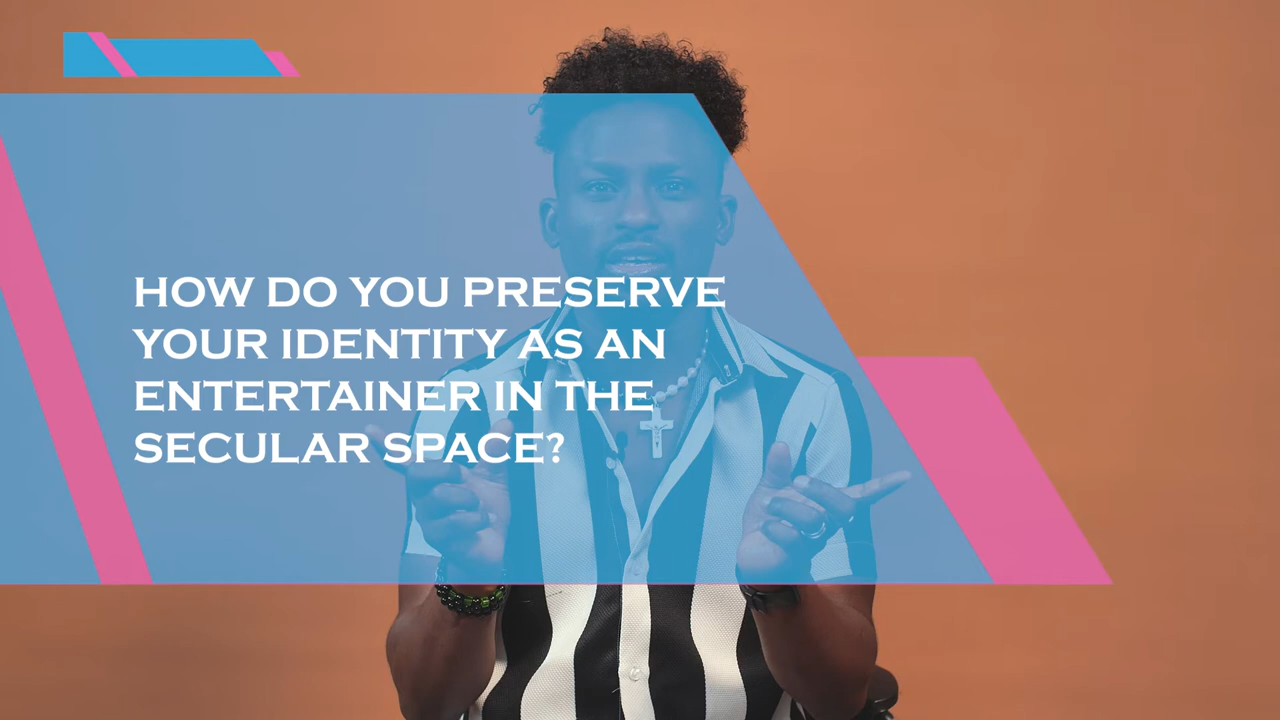 HOW DO YOU PRESERVE
YOUR IDENTITY AS AN
ENTERTAINER IN THE
SECULAR SPACE?